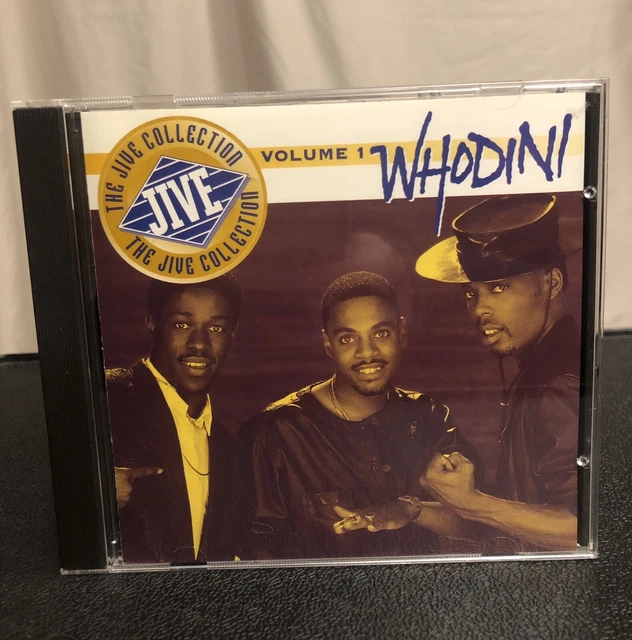 THE JIVE COLLECTION
JIVE
THE JIVE COLLECTION
VOLUME 1
WHODINI